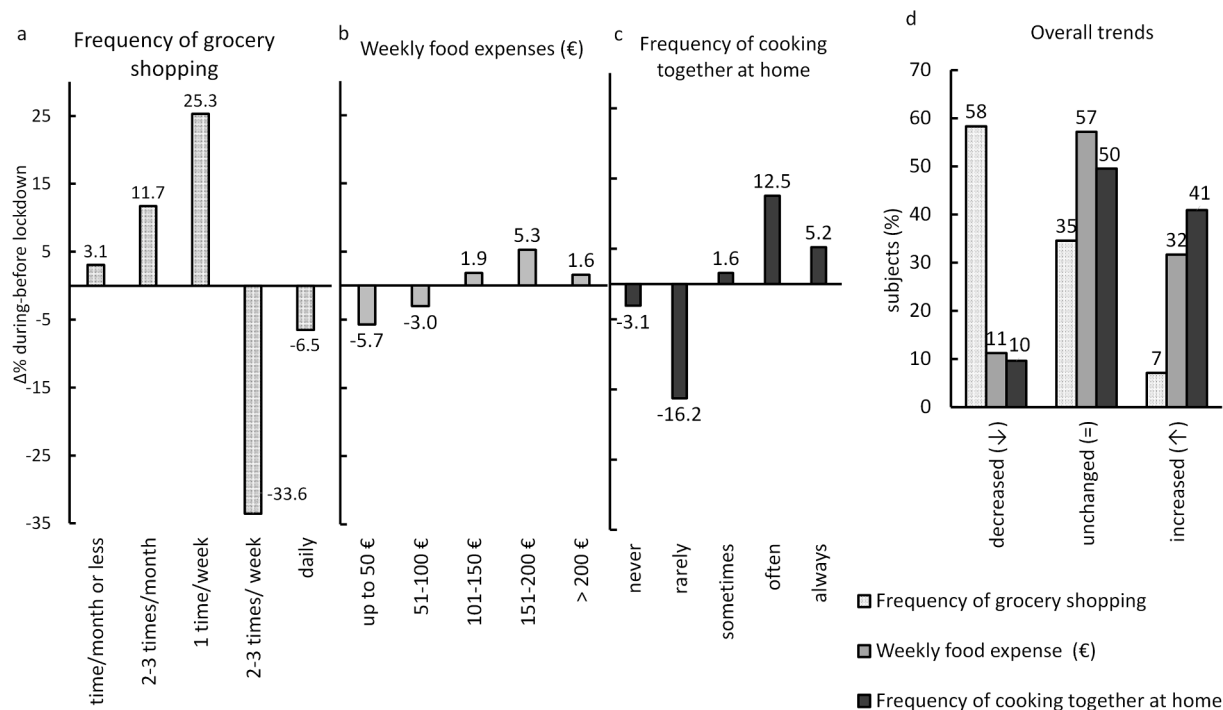 a
Frequency of grocery
shopping
Δ% during-before lockdown
25
15
5
-5
-15
-25
-35
3.1
11.7
25.3
-33.6
-6.5
time/month or less
2-3 times/month
1 time/week
2-3 times/ week
daily
b
Weekly food expenses (€)
-5.7
-3.0
1.9
5.3
1.6
up to 50 €
51-100 €
101-150 €
151-200 €
> 200 €
c
Frequency of cooking
together at home
-3.1
-16.2
1.6
12.5
5.2
never
rarely
sometimes
often
always
d
Overall trends
subjects (%)
70
60
50
40
30
20
10
0
58
11
10
35
57
50
7
32
41
decreased (↓)
unchanged (=)
increased (↑)
Frequency of grocery shopping
Weekly food expense (€)
Frequency of cooking together at home